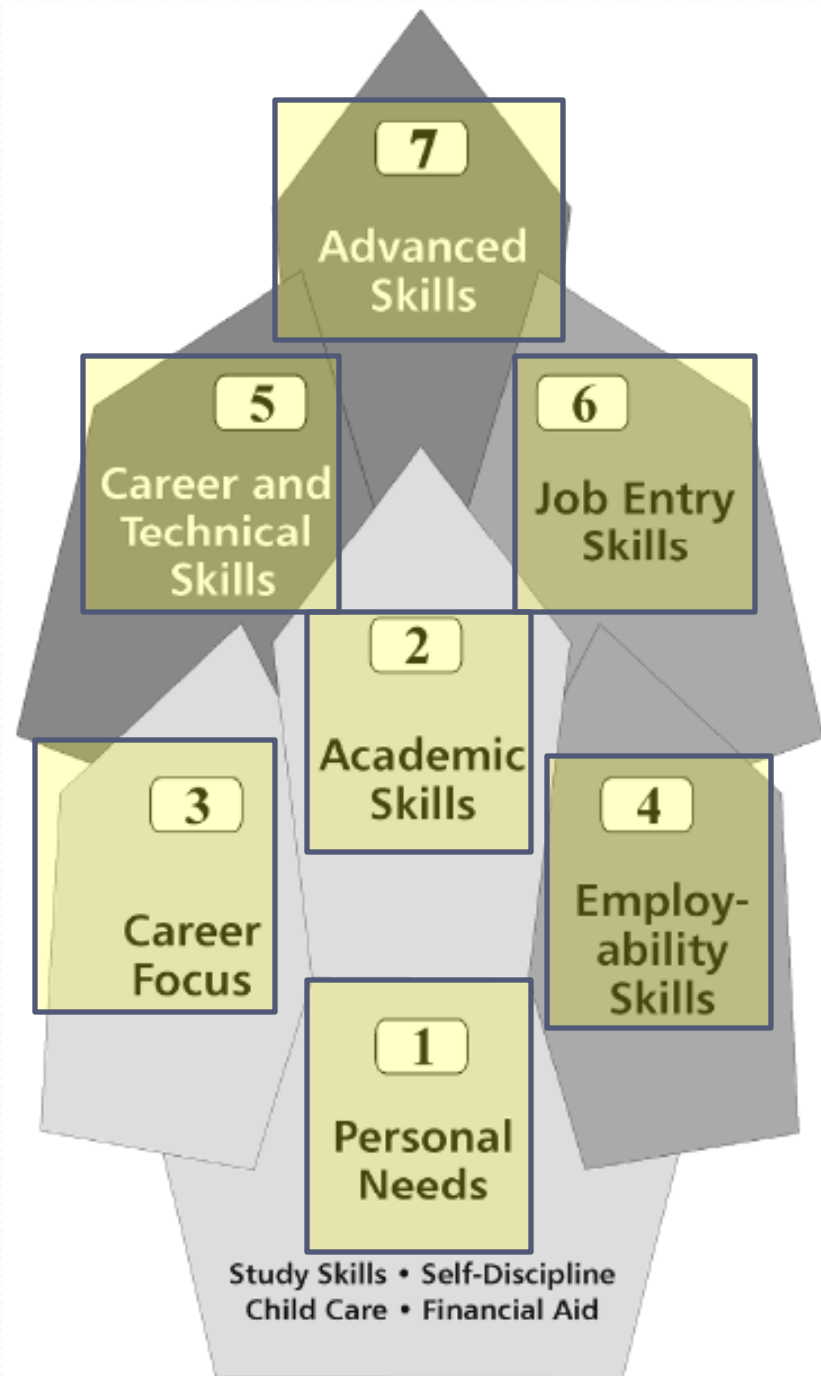 7
Advanced
Skills
5
Career and
Technical
Skills
6
Job Entry
Skills
2
Academic
Skills
3
Career
Focus
4
Employ-
ability
Skills
1
Personal
Needs
Study Skills • Self-Discipline
Child Care • Financial Aid